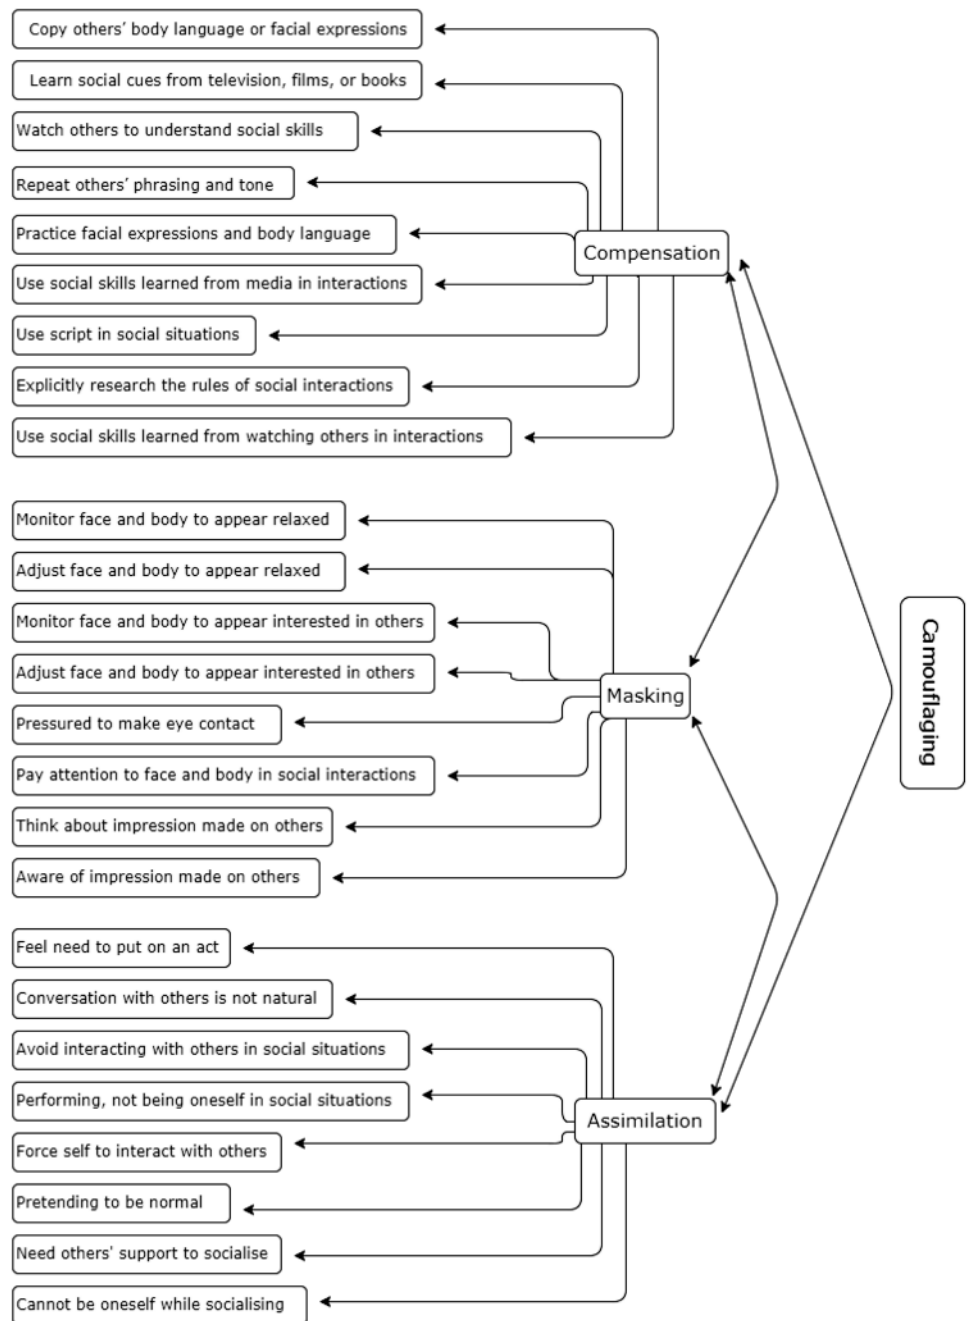 Copy others’ body language or facial expressions
Learn social cues from television, films, or books
Watch others to understand social skills
Repeat others’ phrasing and tone
Practice facial expressions and body language
Compensation
Use social skills learned from media in interactions
Use script in social situations
Explicitly research the rules of social interactions
Use social skills learned from watching others in interactions
Monitor face and body to appear relaxed
Adjust face and body to appear relaxed
Monitor face and body to appear interested in others
Adjust face and body to appear interested in others
Masking
Camouflaging
Pressured to make eye contact
Pay attention to face and body in social interactions
Think about impression made on others
Aware of impression made on others
Feel need to put on an act
Conversation with others is not natural
Avoid interacting with others in social situations
Performing, not being oneself in social situations
Assimilation
Force self to interact with others
Pretending to be normal
Need others' support to socialise
Cannot be oneself while socialising